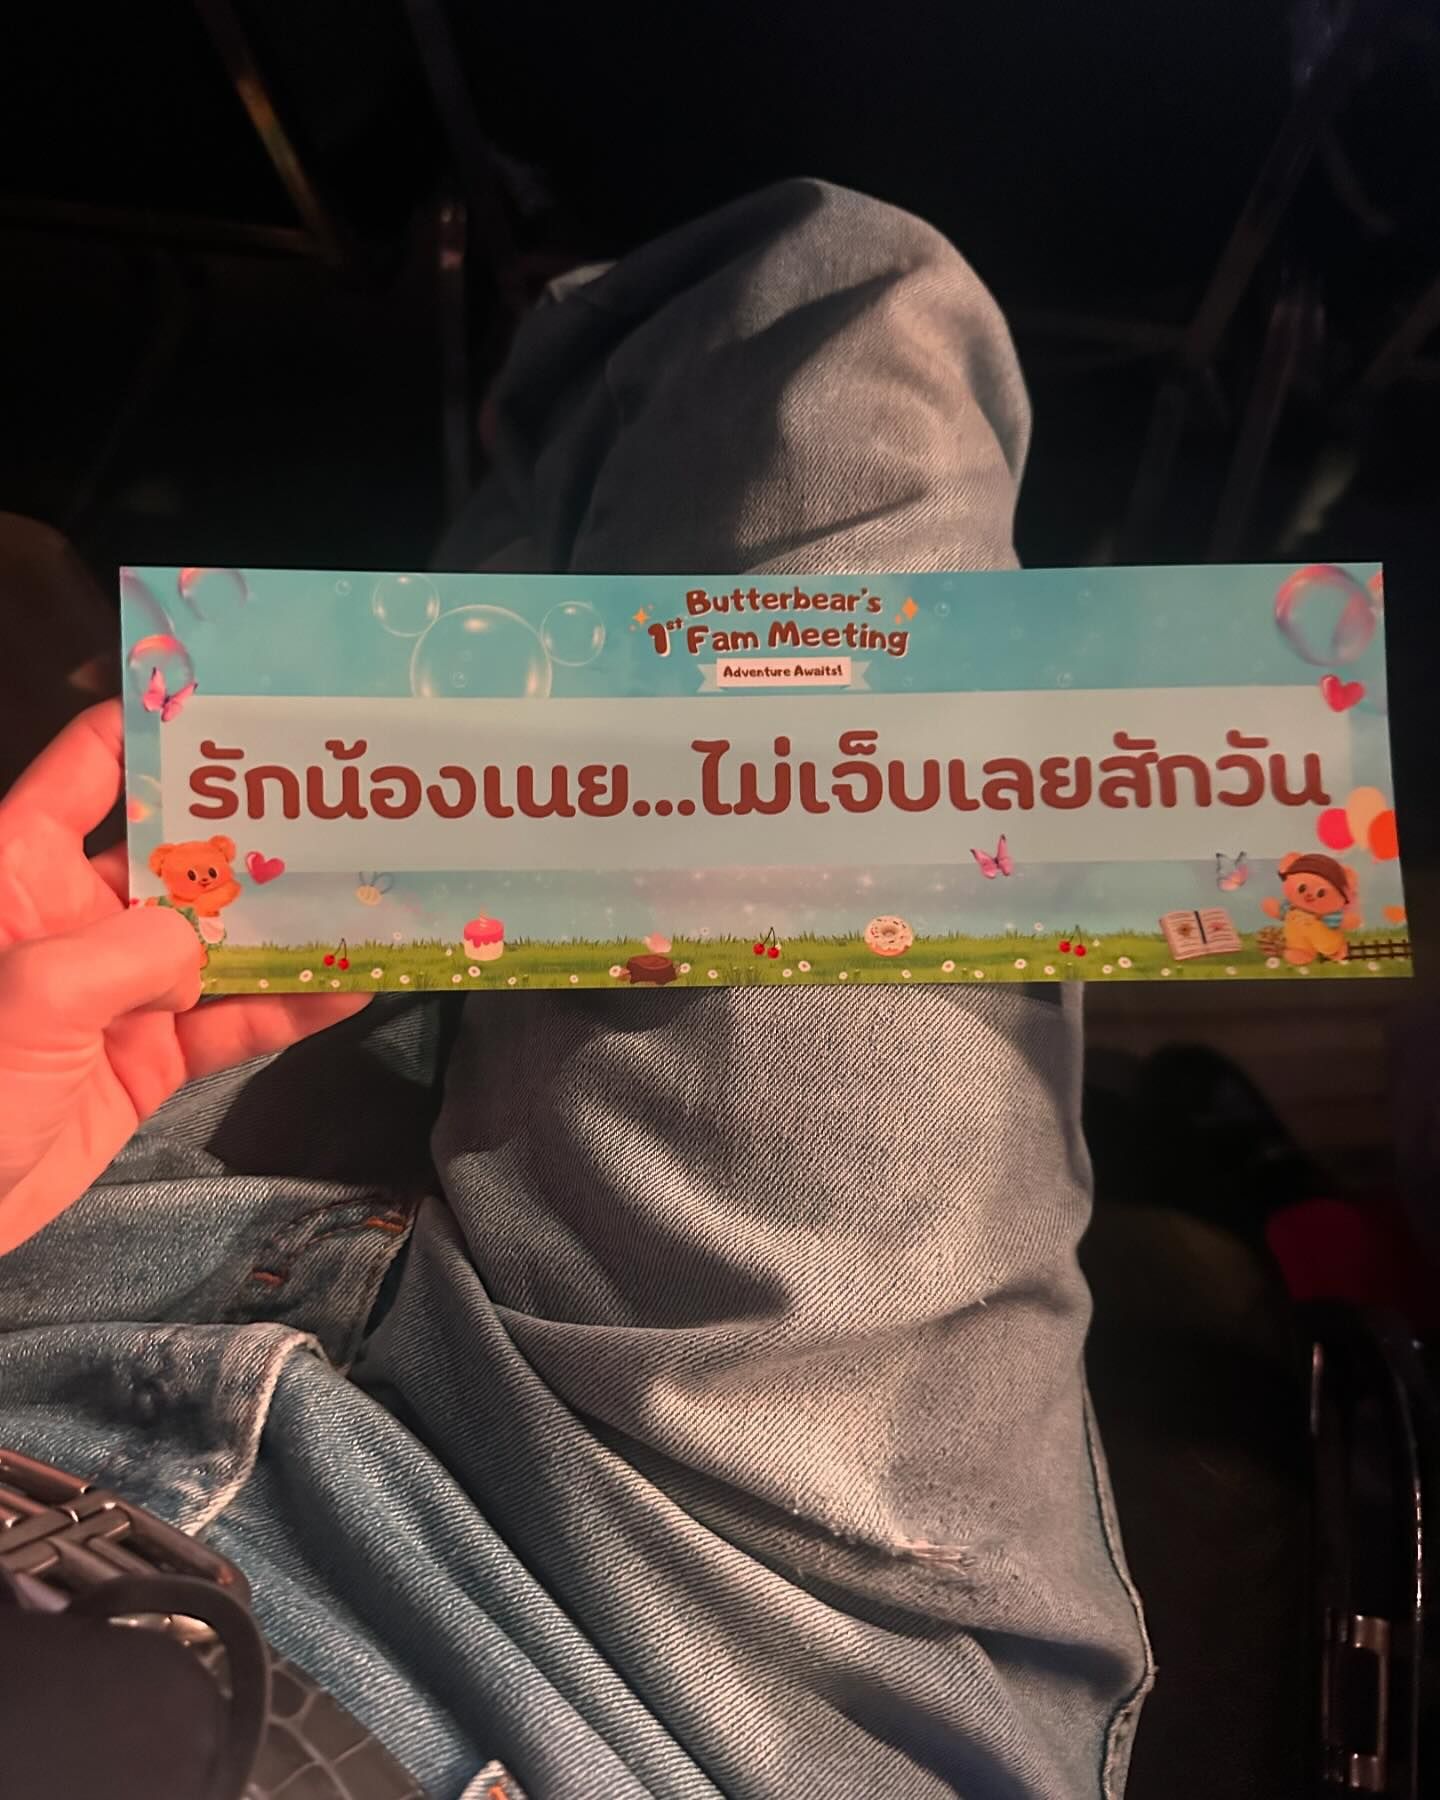 Butterbear's
1st Fam Meeting
Adventure Awaits!
รักน้องเนย...ไม่เจ็บเลยสักวัน